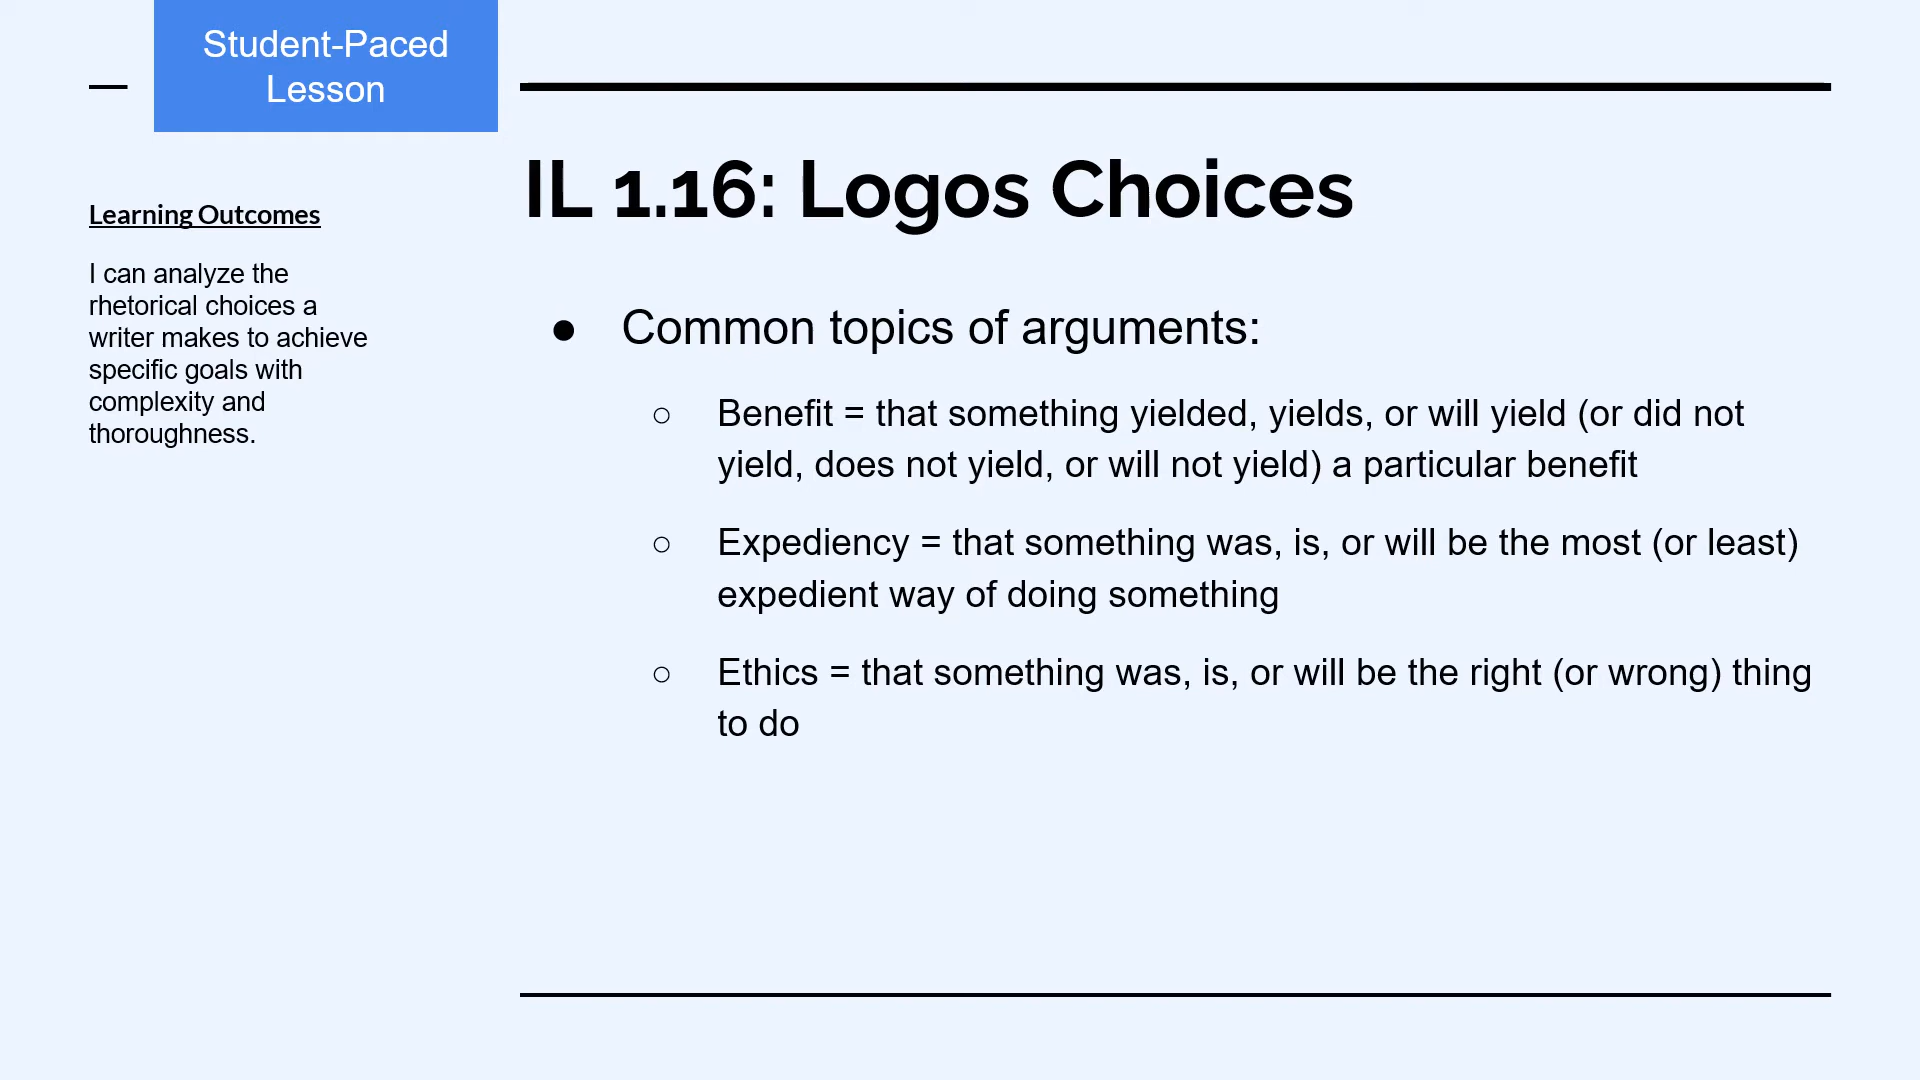 Student-Paced
Lesson
Learning Outcomes
I can analyze the
rhetorical choices a
writer makes to achieve
specific goals with
complexity and
thoroughness.
IL 1.16: Logos Choices
● Common topics of arguments:
○ Benefit = that something yielded, yields, or will yield (or did not
yield, does not yield, or will not yield) a particular benefit
○ Expediency = that something was, is, or will be the most (or least)
expedient way of doing something
○ Ethics = that something was, is, or will be the right (or wrong) thing
to do